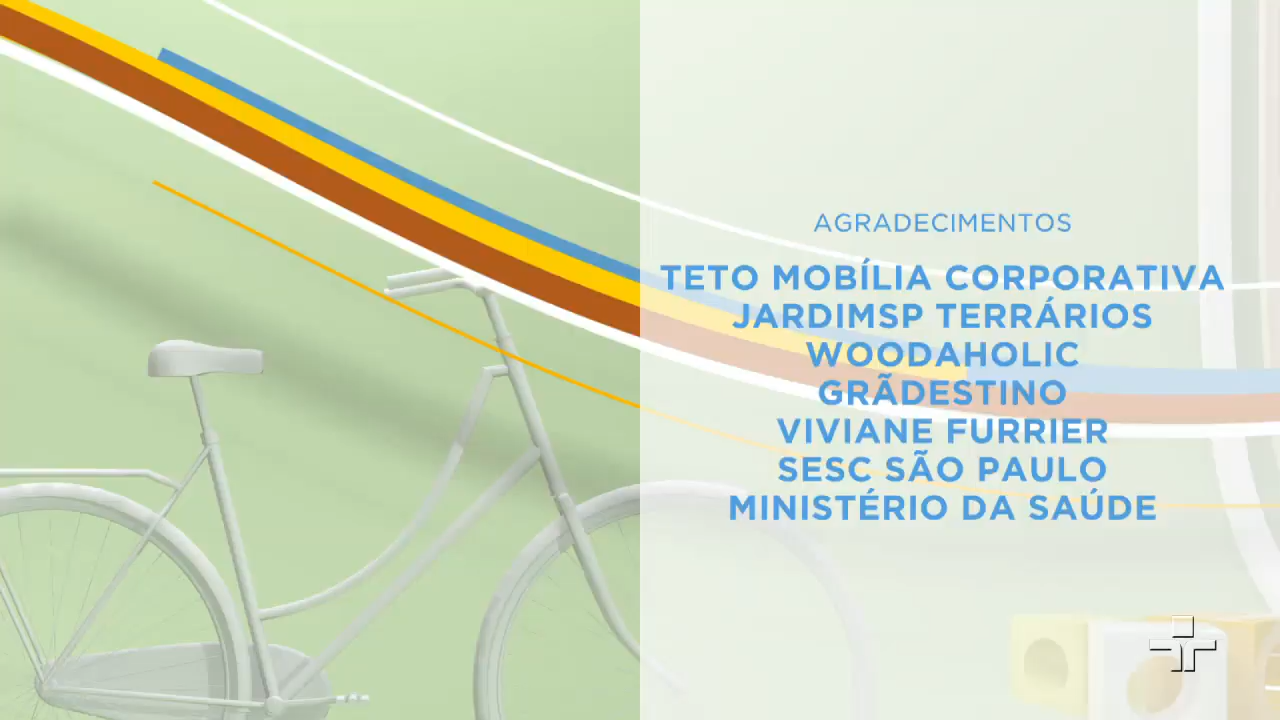 AGRADECIMENTOS
TETO MOBÍLIA CORPORATIVA
JARDIMSP TERRÁRIOS
WOODAHOLIC
GRÃDESTINO
VIVIANE FURRIER
SESC SÃO PAULO
MINISTÉRIO DA SAÚDE